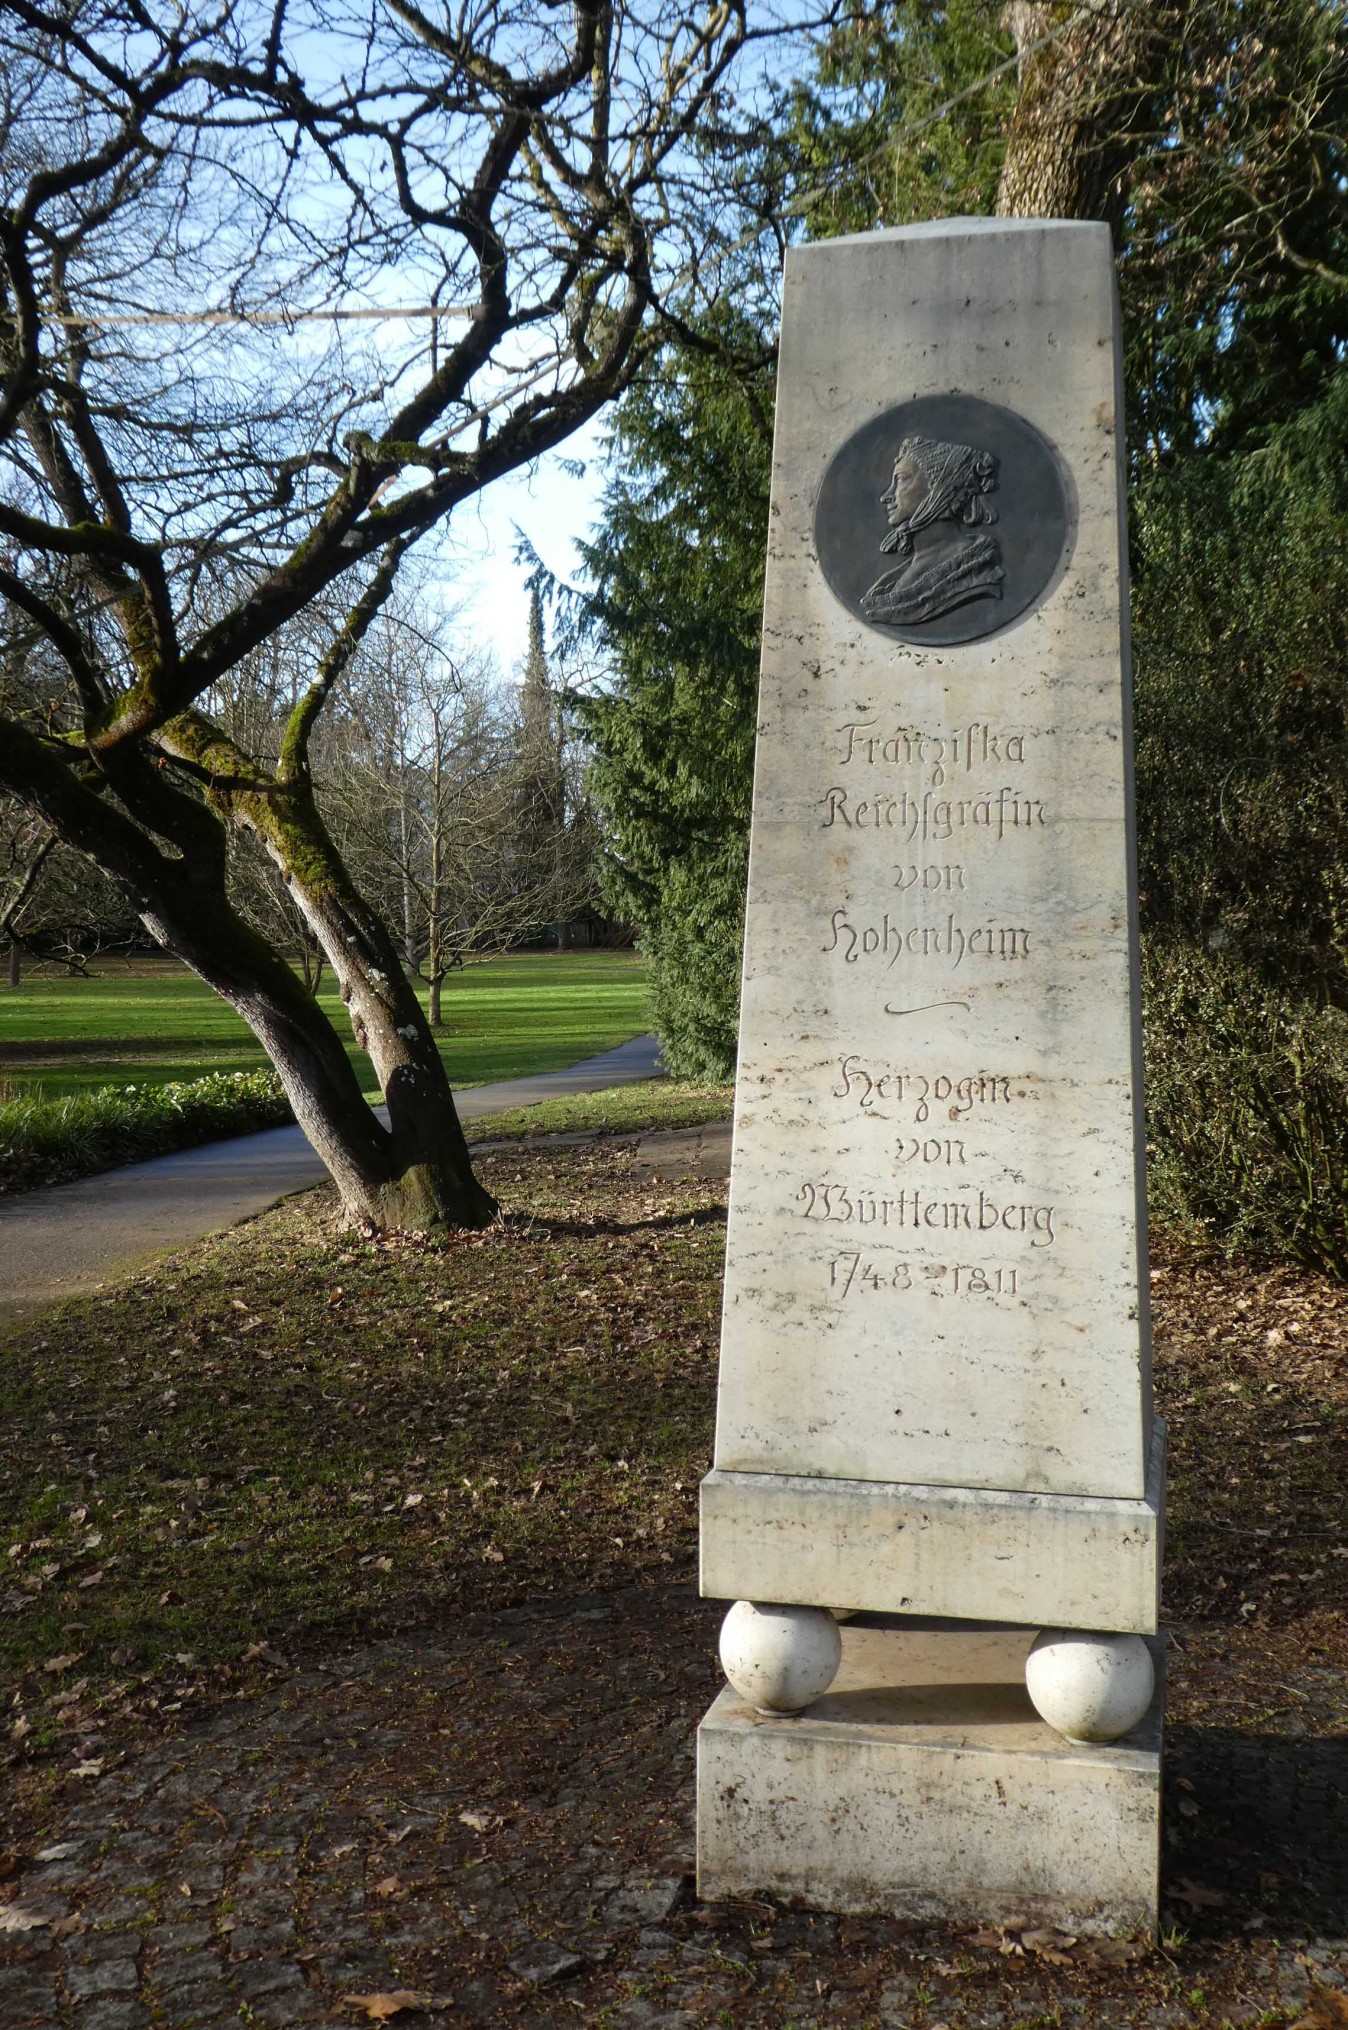 Franziſka
Reichſgräfin
von
Hohenheim
Herzogin
von
Württemberg
1748-1811